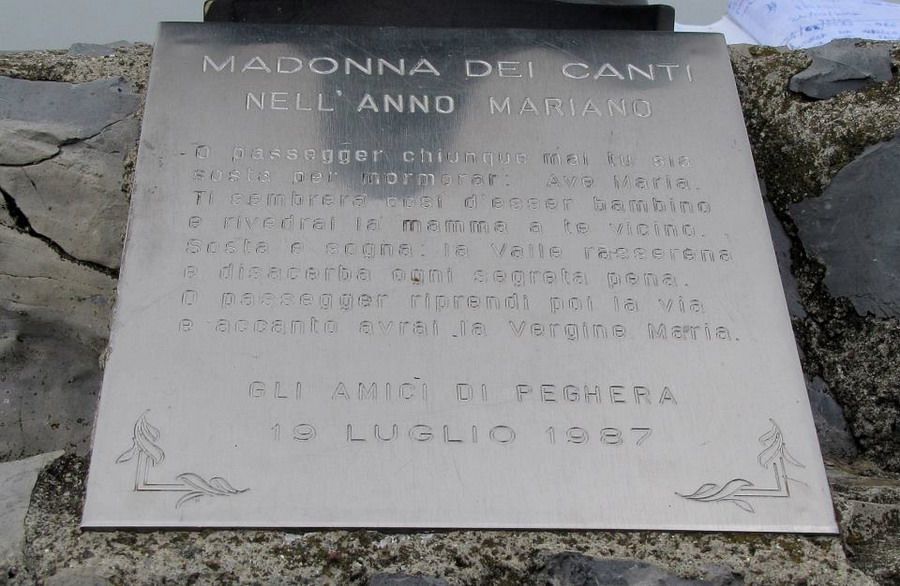 MADONNA DEI CANTI
NELL' ANNO MARIANO
O passegger chiunque mai tu sia
sosta per mormorar: Ave Maria.
Ti sembrerà così d'esser bambino
e rivedrai la mamma a te vicino.
Sosta e sogna: la Valle rasserena
e disacerba ogni segreta pena.
O passegger riprendi poi la via
e accanto avrai la Vergine Maria.
GLI AMICI DI PEGHERA
19 LUGLIO 1987